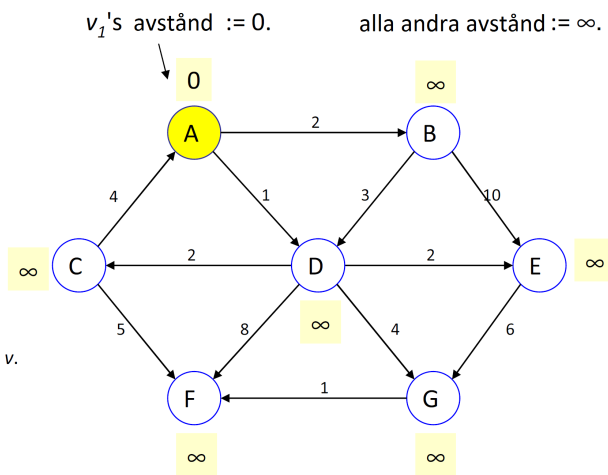 v1's avstånd := 0.
alla andra avstånd := ∞.
0
∞
A
2
B
4
1
3
10
∞
C
2
D
2
E
∞
∞
5
8
4
6
v.
F
1
G
∞
∞